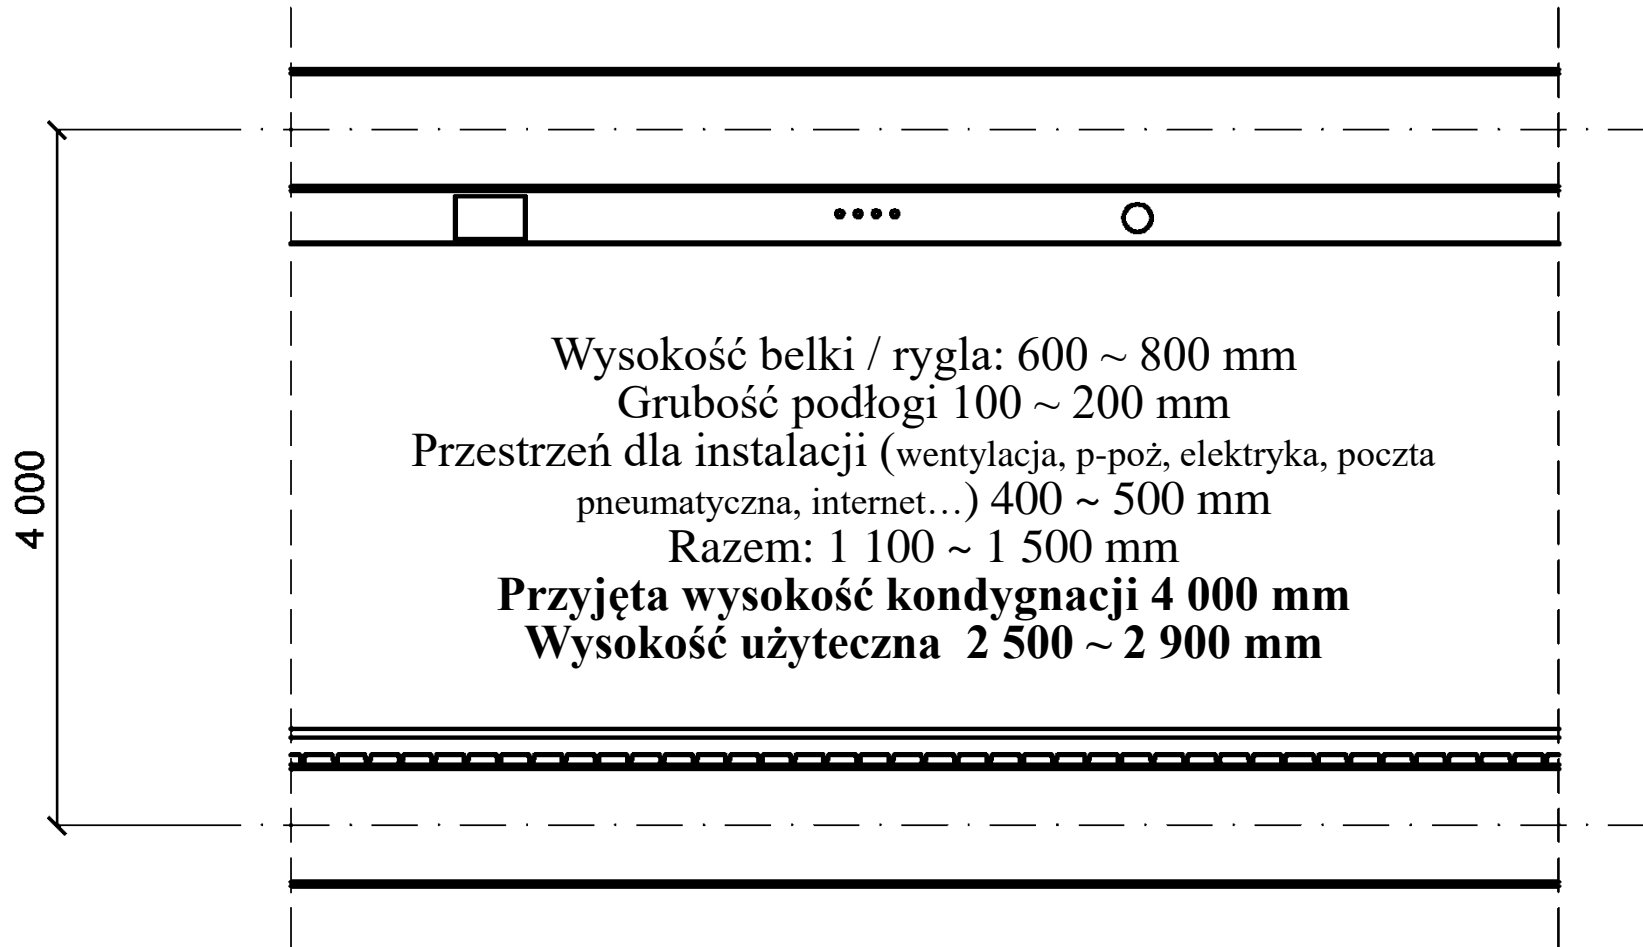 4 000
Wysokość belki / rygla: 600 ~ 800 mm
Grubość podłogi 100 ~ 200 mm
Przestrzeń dla instalacji (wentylacja, p-poż, elektryka, poczta
pneumatyczna, internet…) 400 ~ 500 mm
Razem: 1 100 ~ 1 500 mm
Przyjęta wysokość kondygnacji 4 000 mm
Wysokość użyteczna 2 500 ~ 2 900 mm